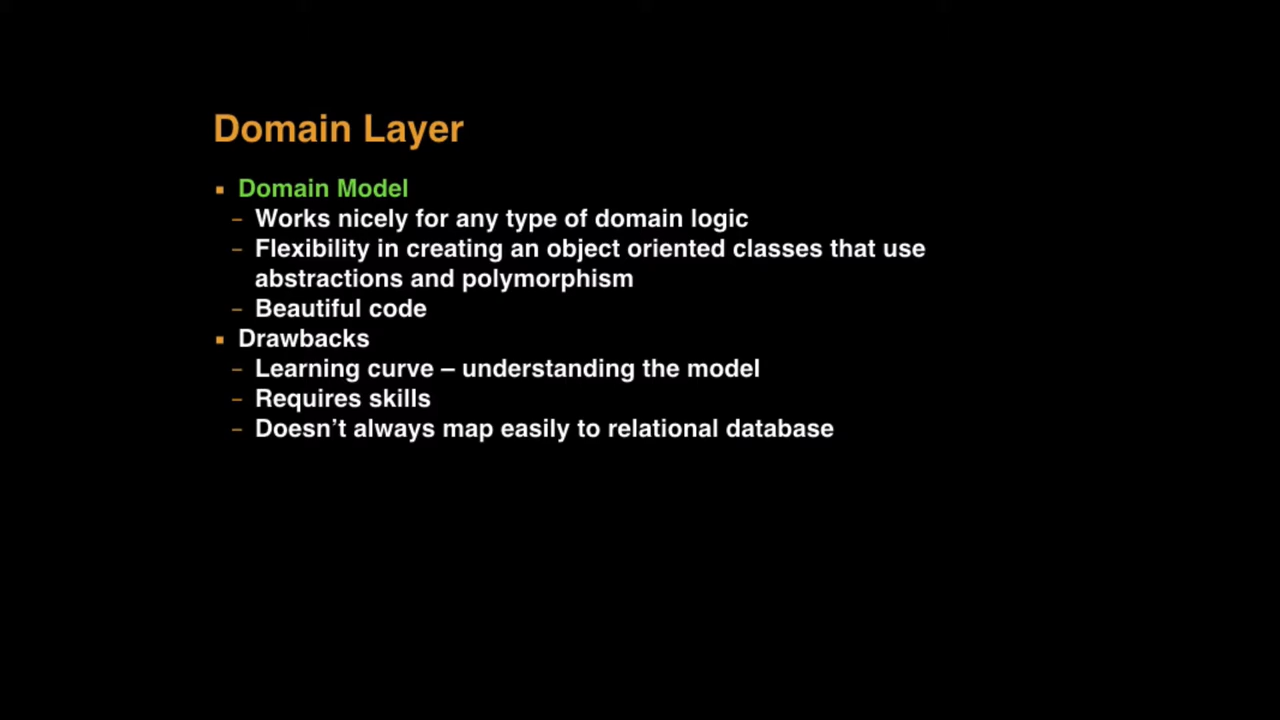 Domain Layer
▪ Domain Model
– Works nicely for any type of domain logic
– Flexibility in creating an object oriented classes that use
abstractions and polymorphism
– Beautiful code
▪ Drawbacks
– Learning curve – understanding the model
– Requires skills
– Doesn’t always map easily to relational database